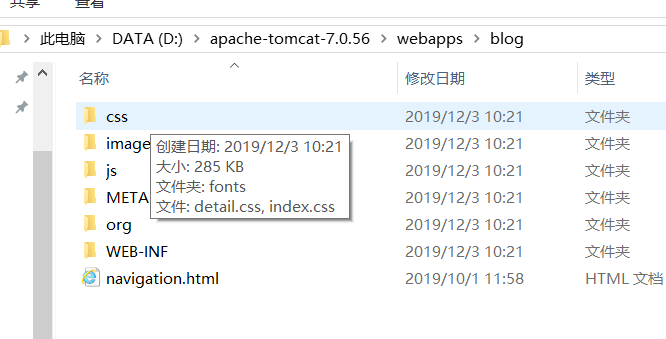 共享 查看
此电脑 DATA (D:) apache-tomcat-7.0.56 webapps blog
名称 修改日期 类型
css 2019/12/3 10:21 文件夹
image 2019/12/3 10:21 文件夹
js 2019/12/3 10:21 文件夹
META 2019/12/3 10:21 文件夹
org 2019/12/3 10:21 文件夹
WEB-INF 2019/12/3 10:21 文件夹
navigation.html 2019/10/1 11:58 HTML 文档
创建日期: 2019/12/3 10:21
大小: 285 KB
文件夹: fonts
文件: detail.css, index.css